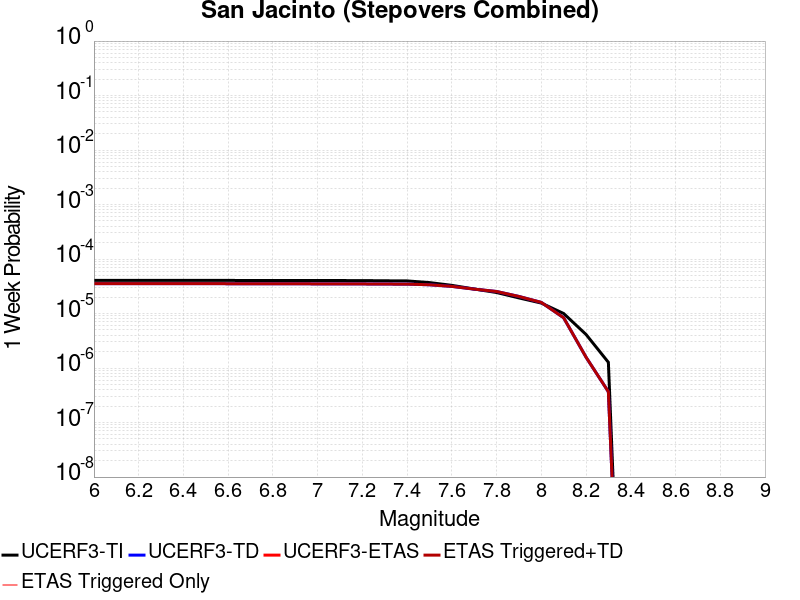 San Jacinto (Stepovers Combined)
10^0
10^-1
10^-2
10^-3
10^-4
10^-5
10^-6
10^-7
10^-8
1 Week Probability
6 6.2 6.4 6.6 6.8 7 7.2 7.4 7.6 7.8 8 8.2 8.4 8.6 8.8 9
Magnitude
UCERF3-TI UCERF3-TD UCERF3-ETAS ETAS Triggered+TD
ETAS Triggered Only